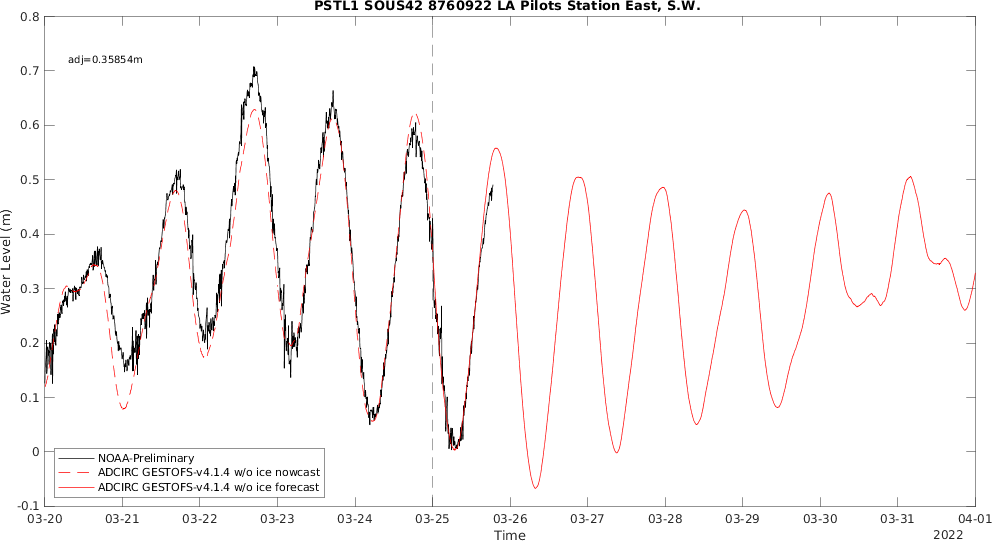 PSTL1 SOUS42 8760922 LA Pilots Station East, S.W.
adj=0.35854m
0.8
0.7
0.6
0.5
0.4
0.3
0.2
0.1
0
-0.1
Water Level (m)
NOAA-Preliminary
ADCIRC GESTOFS-v4.1.4 w/o ice nowcast
ADCIRC GESTOFS-v4.1.4 w/o ice forecast
03-20 03-21 03-22 03-23 03-24 03-25 03-26 03-27 03-28 03-29 03-30 03-31 04-01
Time
2022